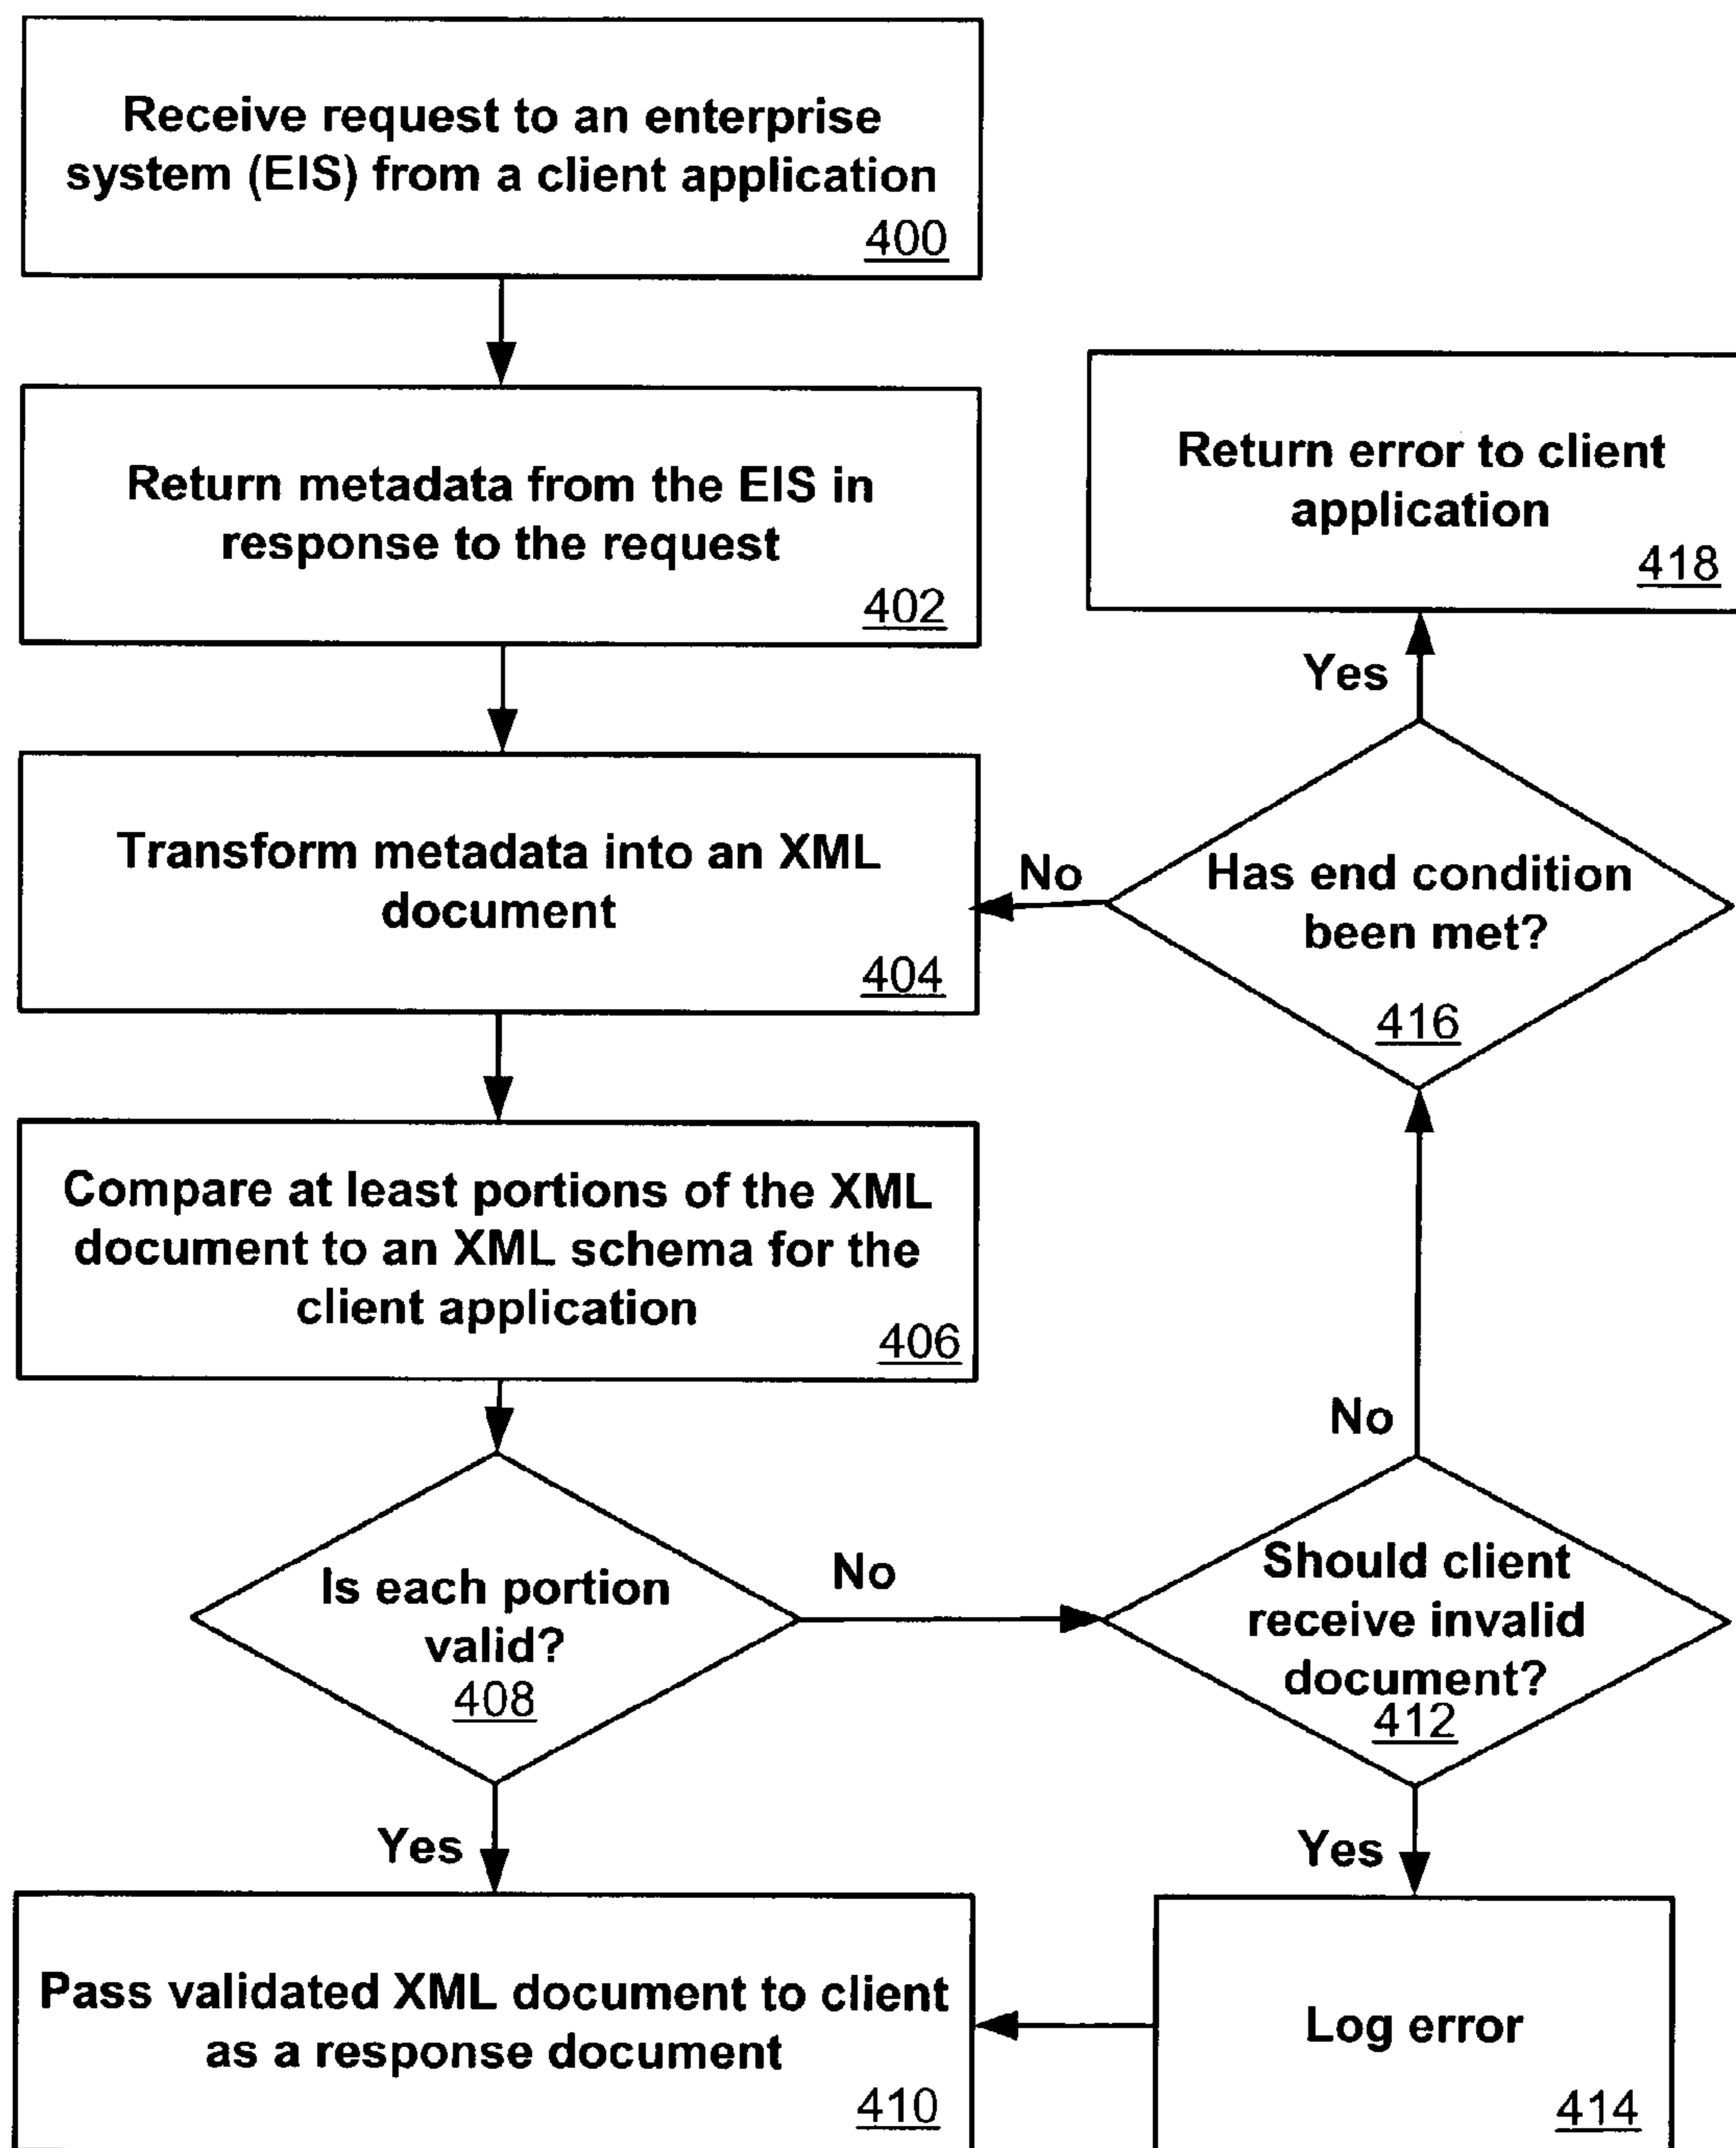 Receive request to an enterprise
system (EIS) from a client application
400
Return metadata from the EIS in
response to the request
402
Return error to client
application
418
Yes
Transform metadata into an XML
document
404
No
Has end condition
been met?
416
Compare at least portions of the XML
document to an XML schema for the
client application
406
No
Is each portion
valid?
408
No
Should client
receive invalid
document?
412
Yes
Yes
Pass validated XML document to client
as a response document
410
Log error
414